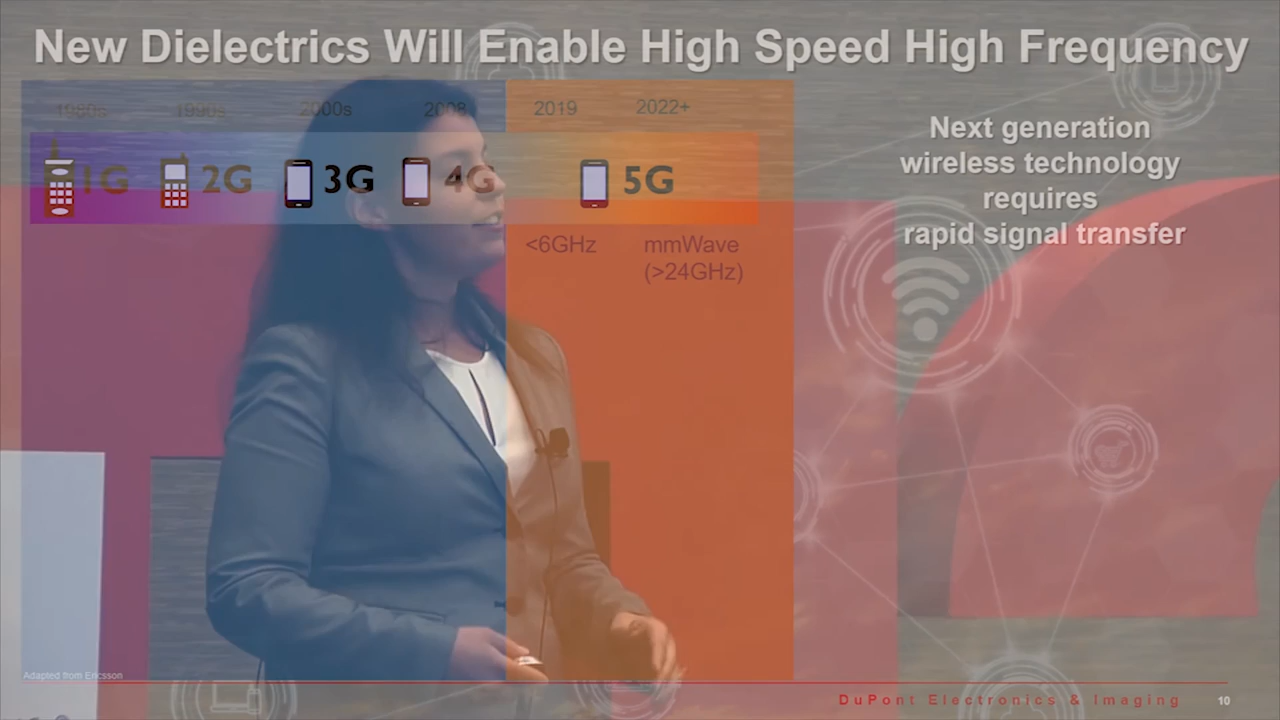 New Dielectrics Will Enable High Speed High Frequency
1980s 1990s 2000s 2008 2019 2022+
1G 2G 3G 4G 5G
<6GHz mmWave
(>24GHz)
Next generation
wireless technology
requires
rapid signal transfer
Adapted from Ericsson
DuPont Electronics & Imaging 10